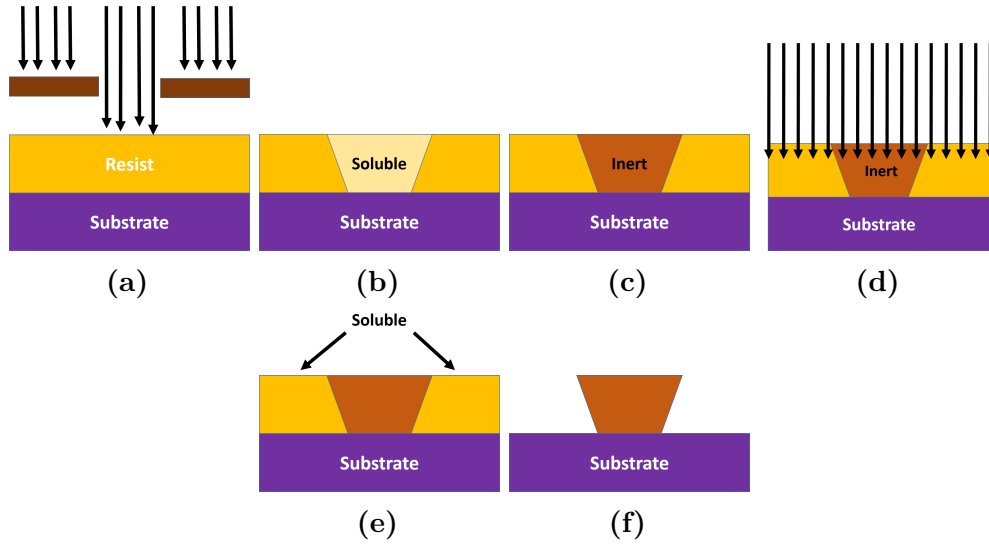 Resist
Substrate
(a)
Soluble
Substrate
(b)
Inert
Substrate
(c)
Inert
Substrate
(d)
Soluble
Substrate
(e)
Substrate
(f)